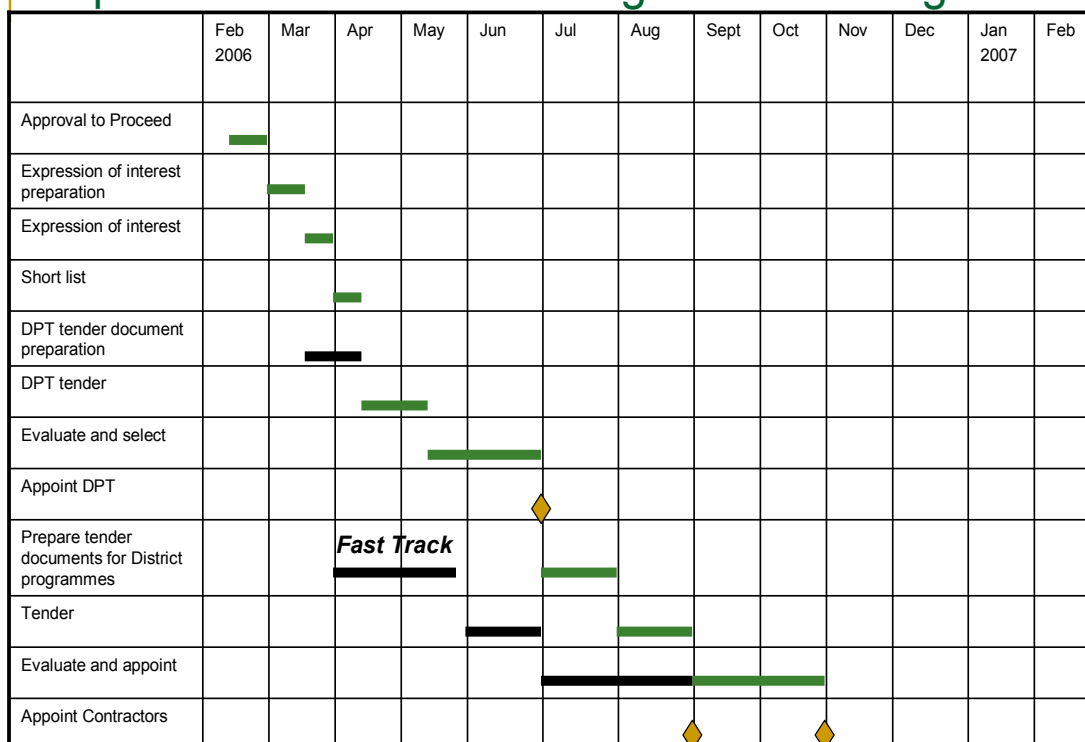 Feb Mar Apr May Jun Jul Aug Sept Oct Nov Dec Jan Feb
2006 2007
Approval to Proceed
Expression of interest
preparation
Expression of interest
Short list
DPT tender document
preparation
DPT tender
Evaluate and select
Appoint DPT
Prepare tender
documents for District
programmes
Fast Track
Tender
Evaluate and appoint
Appoint Contractors